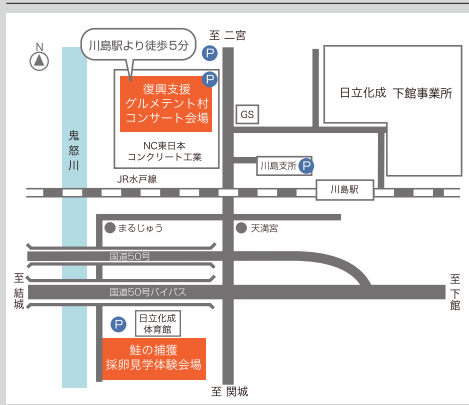 至 二宮
川島駅より徒歩5分
N
P
P
復興支援
グルメテント村
コンサート会場
日立化成 下館事業所
GS
NC東日本
コンクリート工業
鬼怒川
川島支所
P
JR水戸線
川島駅
まるじゅう
天満宮
国道50号
至結城
国道50号バイパス
至下館
P
日立化成
体育館
鮭の捕獲
採卵見学体験会場
至 関城